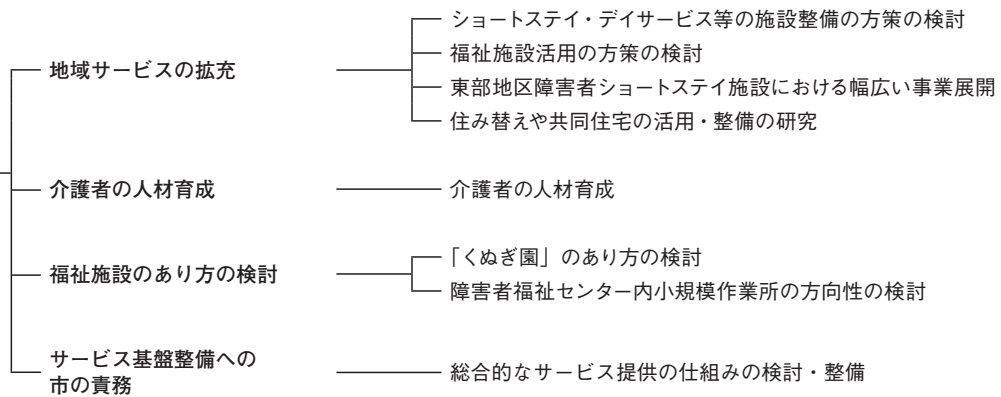 地域サービスの拡充
ショートステイ・デイサービス等の施設整備の方策の検討
福祉施設活用の方策の検討
東部地区障害者ショートステイ施設における幅広い事業展開
住み替えや共同住宅の活用・整備の研究
介護者の人材育成
介護者の人材育成
福祉施設のあり方の検討
「くぬぎ園」のあり方の検討
障害者福祉センター内小規模作業所の方向性の検討
サービス基盤整備への
市の責務
総合的なサービス提供の仕組みの検討・整備